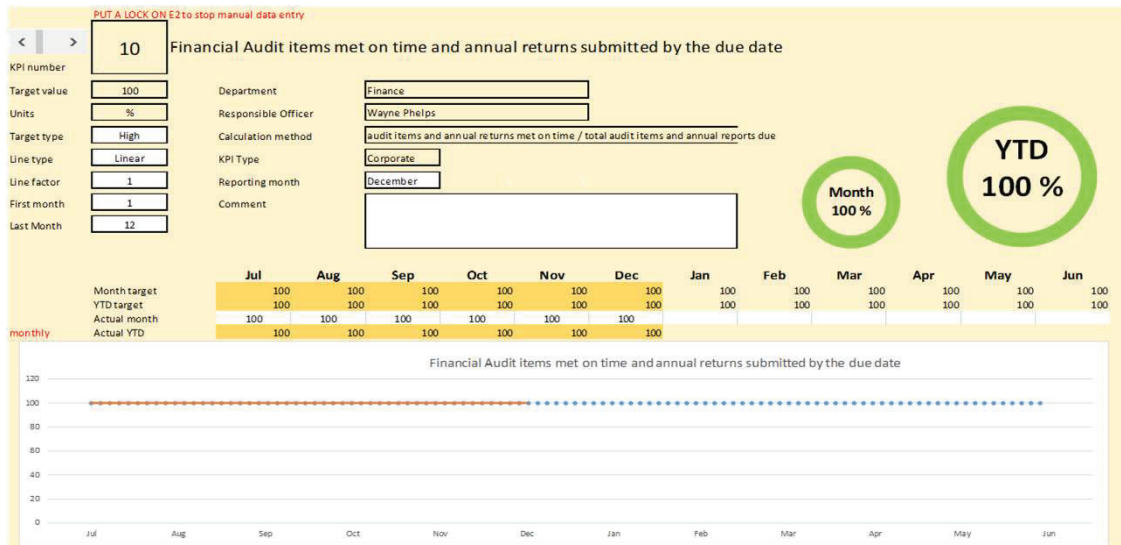 PUT A LOCK ON E2 to stop manual data entry
10 Financial Audit items met on time and annual returns submitted by the due date
KPI number
Target value 100 Department Finance
Units % Responsible Officer Wayne Phelps
Target type High Calculation method audit items and annual returns met on time / total audit items and annual reports due
Line type Linear KPI Type Corporate
Line factor 1 Reporting month December
First month 1 Comment
Last Month 12
Month
100 %
YTD
100 %
Jul Aug Sep Oct Nov Dec Jan Feb Mar Apr May Jun
Month target 100 100 100 100 100 100 100 100 100 100 100 100
YTD target 100 100 100 100 100 100 100 100 100 100 100 100
Actual month 100 100 100 100 100 100
monthly Actual YTD 100 100 100 100 100 100
Financial Audit items met on time and annual returns submitted by the due date
120
100
80
60
40
20
0
Jul Aug Sep Oct Nov Dec Jan Feb Mar Apr May Jun